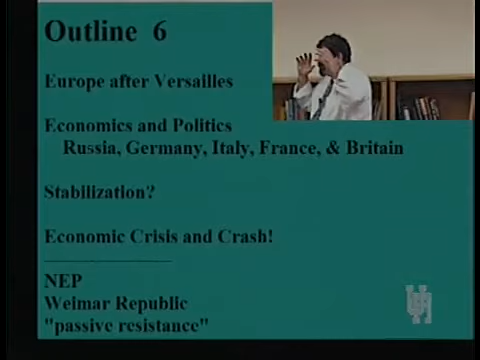 Outline 6
Europe after Versailles
Economics and Politics
Russia, Germany, Italy, France, & Britain
Stabilization?
Economic Crisis and Crash!
NEP
Weimar Republic
"passive resistance"